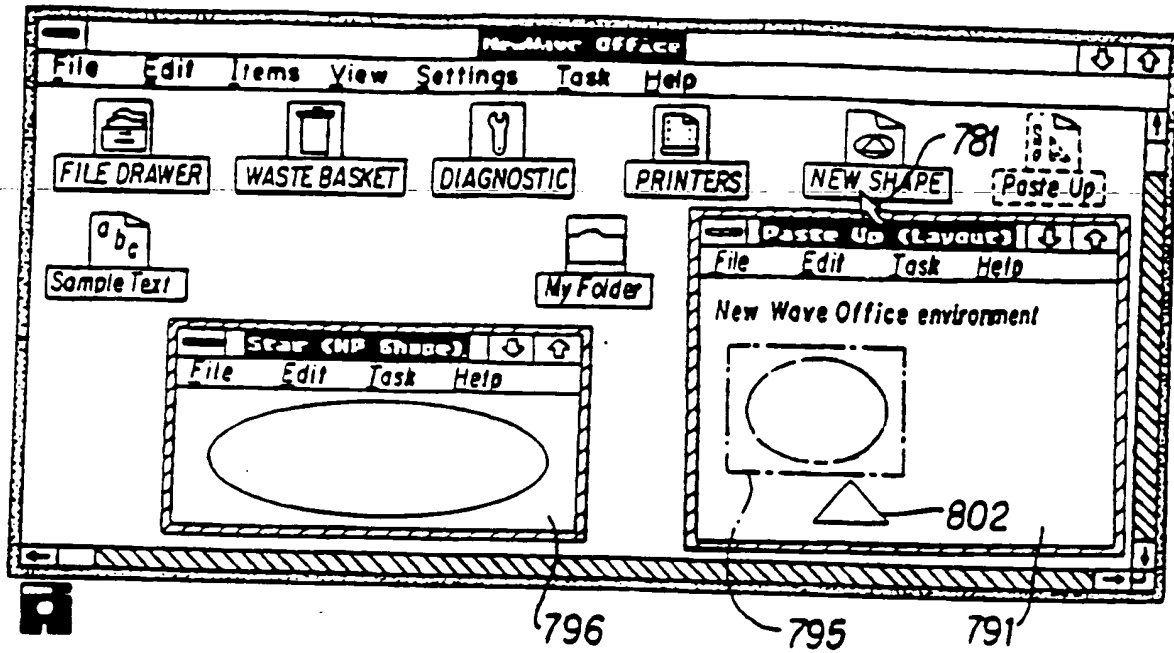 NewWave Office
File Edit Items View Settings Task Help
781
FILE DRAWER WASTE BASKET DIAGNOSTIC PRINTERS NEW SHAPE Paste Up
a b c
Sample Text My Folder
Paste Up (Layout)
File Edit Task Help
New Wave Office environment
Star (HP Shape)
File Edit Task Help
802
796 795 791